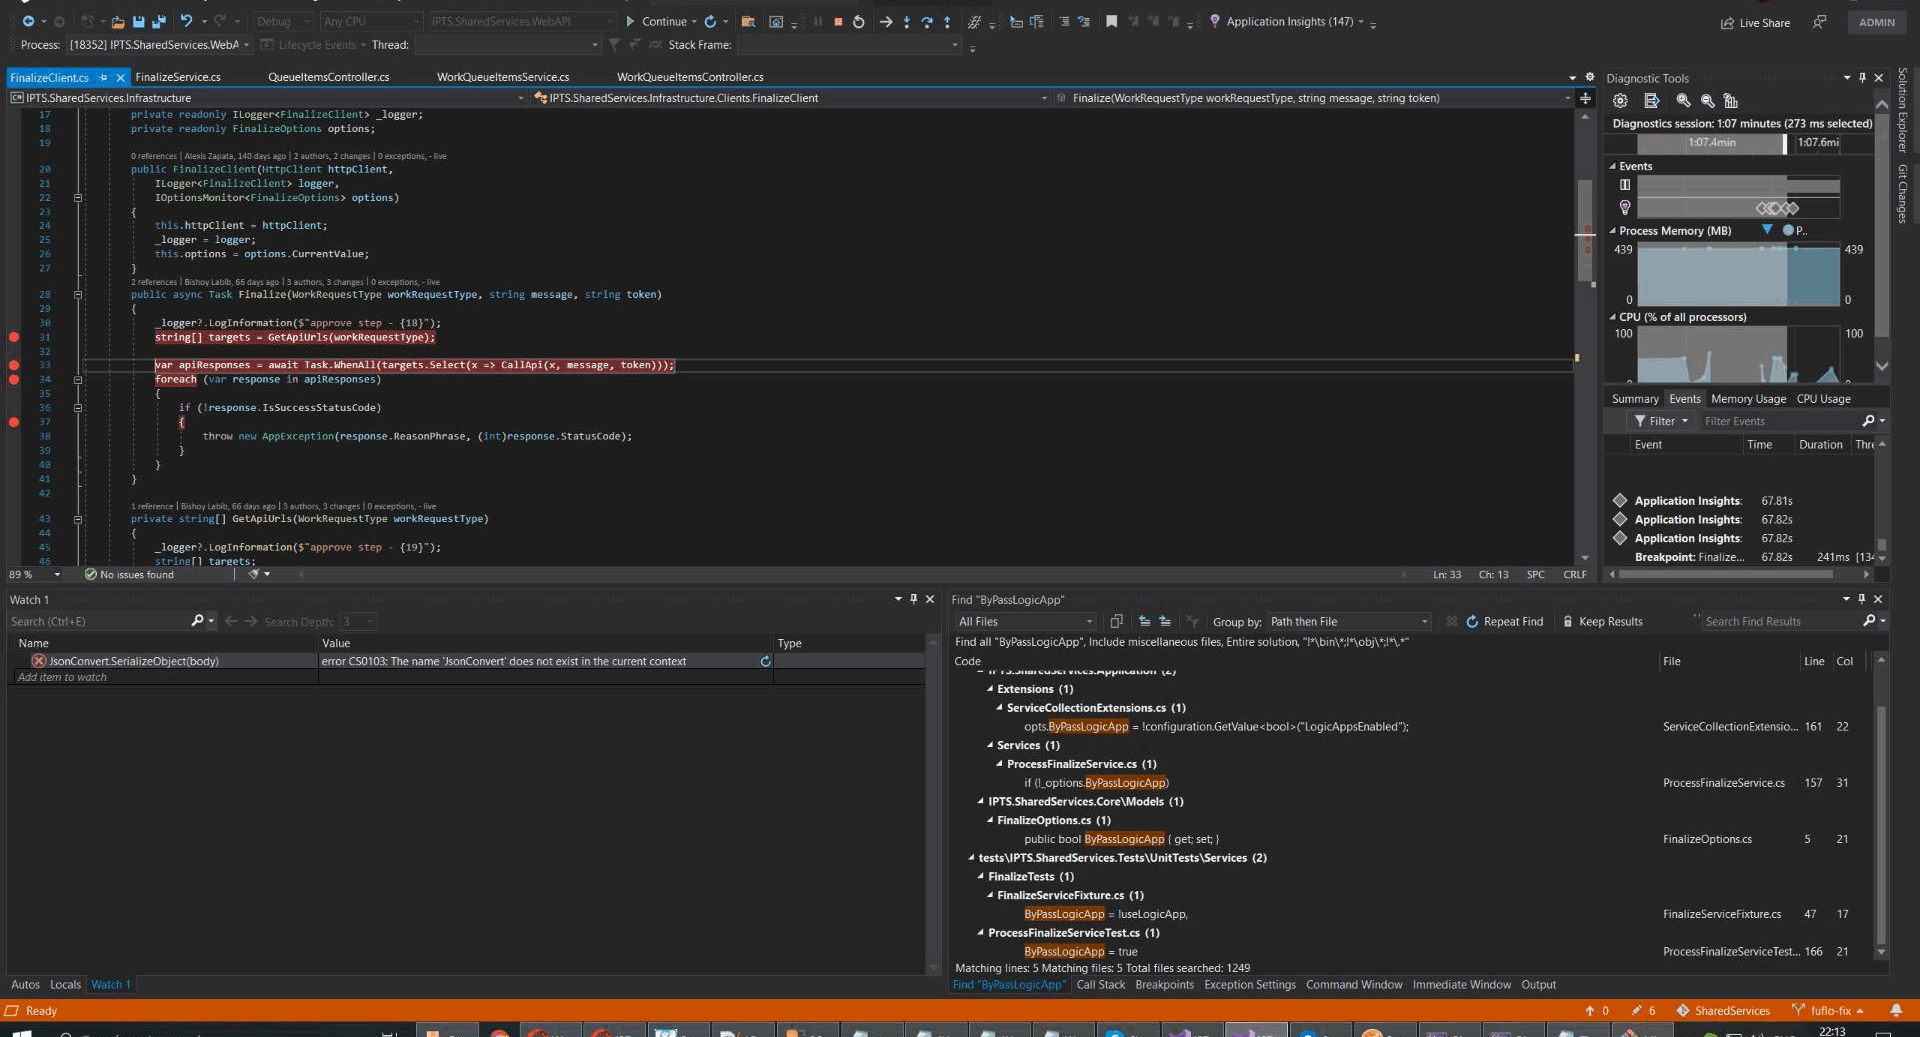 Debug Any CPU IPTS.SharedServices.WebAPI Continue Application Insights (147) Live Share ADMIN
Process: [18352] IPTS.SharedServices.WebA Lifecycle Events Thread: Stack Frame:
FinalizeClient.cs FinalizeService.cs QueueItemsController.cs WorkQueueItemsService.cs WorkQueueItemsController.cs
IPTS.SharedServices.Infrastructure IPTS.SharedServices.Infrastructure.Clients.FinalizeClient Finalize(WorkRequestType workRequestType, string message, string token)
17 private readonly ILogger<FinalizeClient> _logger;
18 private readonly FinalizeOptions options;
19
0 references | Alexis Zapata, 140 days ago | 2 authors, 2 changes | 0 exceptions, - live
20 public FinalizeClient(HttpClient httpClient,
21 ILogger<FinalizeClient> logger,
22 IOptionsMonitor<FinalizeOptions> options)
23 {
24 this.httpClient = httpClient;
25 _logger = logger;
26 this.options = options.CurrentValue;
27 }
2 references | Bishoy Labib, 66 days ago | 3 authors, 3 changes | 0 exceptions, - live
28 public async Task Finalize(WorkRequestType workRequestType, string message, string token)
29 {
30 _logger?.LogInformation($"approve step - {18}");
31 string[] targets = GetApiUrls(workRequestType);
32
33 var apiResponses = await Task.WhenAll(targets.Select(x => CallApi(x, message, token)));
34 foreach (var response in apiResponses)
35 {
36 if (!response.IsSuccessStatusCode)
37 {
38 throw new AppException(response.ReasonPhrase, (int)response.StatusCode);
39 }
40 }
41 }
42
1 reference | Bishoy Labib, 66 days ago | 3 authors, 3 changes | 0 exceptions, - live
43 private string[] GetApiUrls(WorkRequestType workRequestType)
44 {
45 _logger?.LogInformation($"approve step - {19}");
46 string[] targets;
89 % No issues found Ln: 33 Ch: 13 SPC CRLF
Diagnostic Tools
Diagnostics session: 1:07 minutes (273 ms selected)
1:07.4min 1:07.6mi
Events
Process Memory (MB) P..
439 439
0 0
CPU (% of all processors)
100 100
Summary Events Memory Usage CPU Usage
Filter Filter Events
Event Time Duration Thre
Application Insights: 67.81s
Application Insights: 67.82s
Application Insights: 67.82s
Breakpoint: Finalize... 67.82s 241ms [134
Solution Explorer
Git Changes
Watch 1
Search (Ctrl+E) Search Depth: 3
Name Value Type
JsonConvert.SerializeObject(body) error CS0103: The name 'JsonConvert' does not exist in the current context
Add item to watch
Autos Locals Watch 1
Find "ByPassLogicApp"
All Files Group by: Path then File Repeat Find Keep Results Search Find Results
Find all "ByPassLogicApp", Include miscellaneous files, Entire solution, "!*\bin\*;!*\obj\*;!*\.*"
Code File Line Col
IPTS.SharedServices.Application (2)
Extensions (1)
ServiceCollectionExtensions.cs (1)
opts.ByPassLogicApp = !configuration.GetValue<bool>("LogicAppsEnabled"); ServiceCollectionExtensio... 161 22
Services (1)
ProcessFinalizeService.cs (1)
if (!_options.ByPassLogicApp) ProcessFinalizeService.cs 157 31
IPTS.SharedServices.Core\Models (1)
FinalizeOptions.cs (1)
public bool ByPassLogicApp { get; set; } FinalizeOptions.cs 5 21
tests\IPTS.SharedServices.Tests\UnitTests\Services (2)
FinalizeTests (1)
FinalizeServiceFixture.cs (1)
ByPassLogicApp = !useLogicApp, FinalizeServiceFixture.cs 47 17
ProcessFinalizeServiceTest.cs (1)
ByPassLogicApp = true ProcessFinalizeServiceTest... 166 21
Matching lines: 5 Matching files: 5 Total files searched: 1249
Find "ByPassLogicApp" Call Stack Breakpoints Exception Settings Command Window Immediate Window Output
Ready 0 6 SharedServices fuflo-fix
22:13